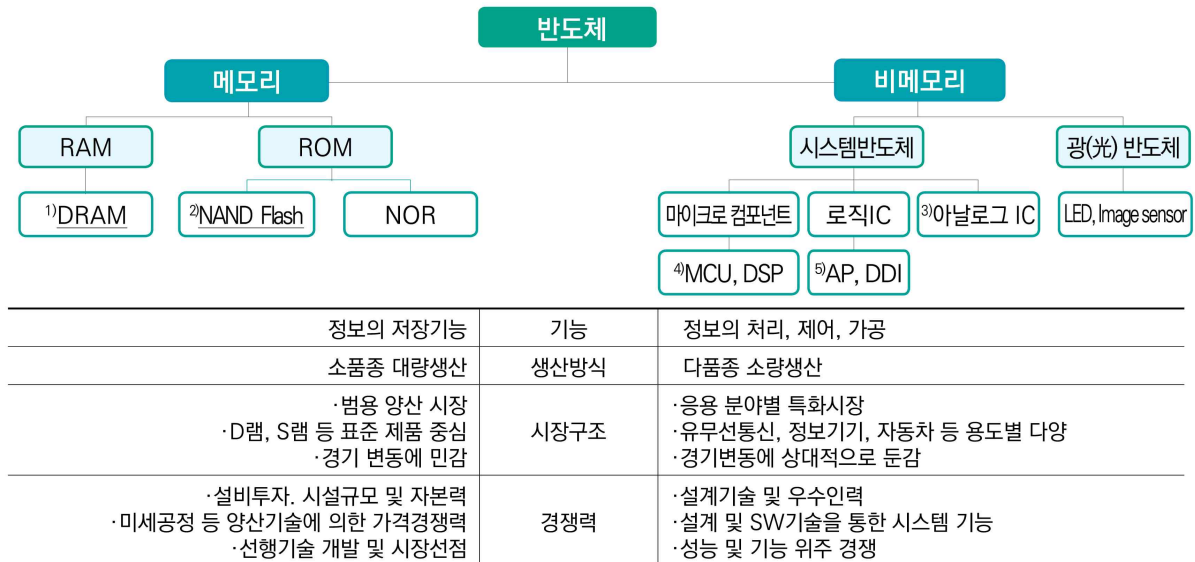 반도체
메모리
비메모리
RAM
ROM
시스템반도체
광(光) 반도체
1)DRAM
2)NAND Flash
NOR
마이크로 컴포넌트
로직IC
3)아날로그 IC
LED, Image sensor
4)MCU, DSP
5)AP, DDI
정보의 저장기능
기능
정보의 처리, 제어, 가공
소품종 대량생산
생산방식
다품종 소량생산
·범용 양산 시장
·D램, S램 등 표준 제품 중심
·경기 변동에 민감
시장구조
·응용 분야별 특화시장
·유무선통신, 정보기기, 자동차 등 용도별 다양
·경기변동에 상대적으로 둔감
·설비투자. 시설규모 및 자본력
·미세공정 등 양산기술에 의한 가격경쟁력
·선행기술 개발 및 시장선점
경쟁력
·설계기술 및 우수인력
·설계 및 SW기술을 통한 시스템 기능
·성능 및 기능 위주 경쟁